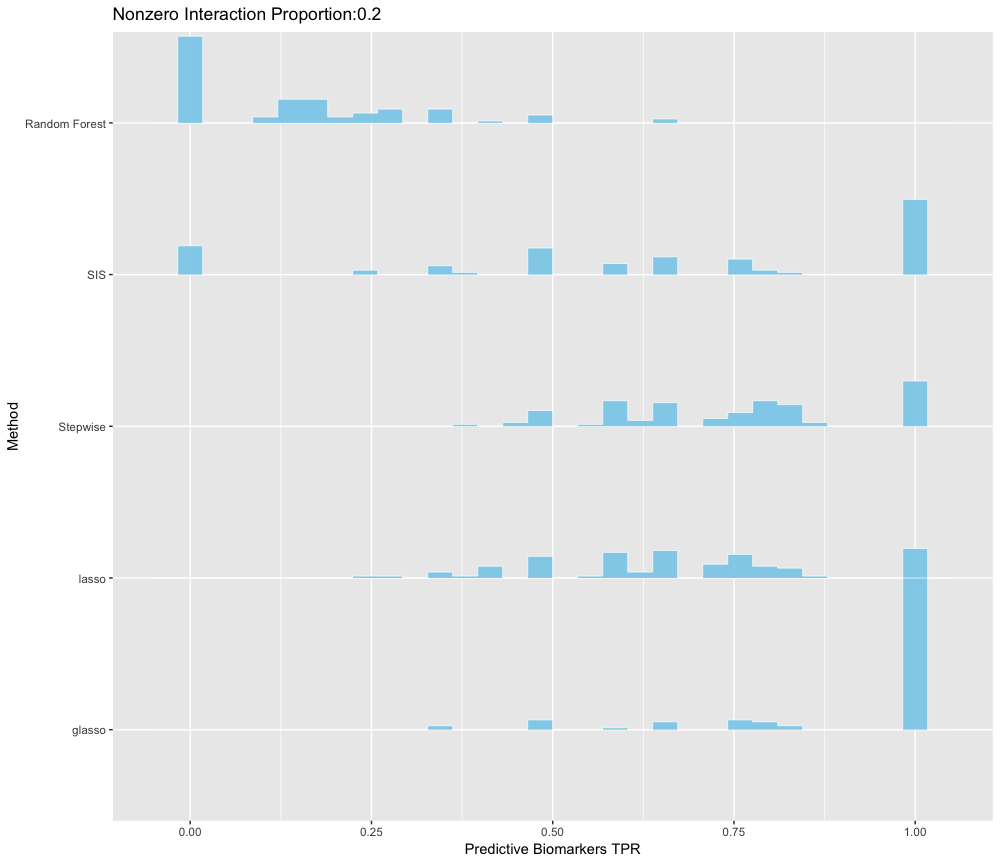 Nonzero Interaction Proportion:0.2
Random Forest
SIS
Stepwise
lasso
glasso
Method
0.00
0.25
0.50
0.75
1.00
Predictive Biomarkers TPR